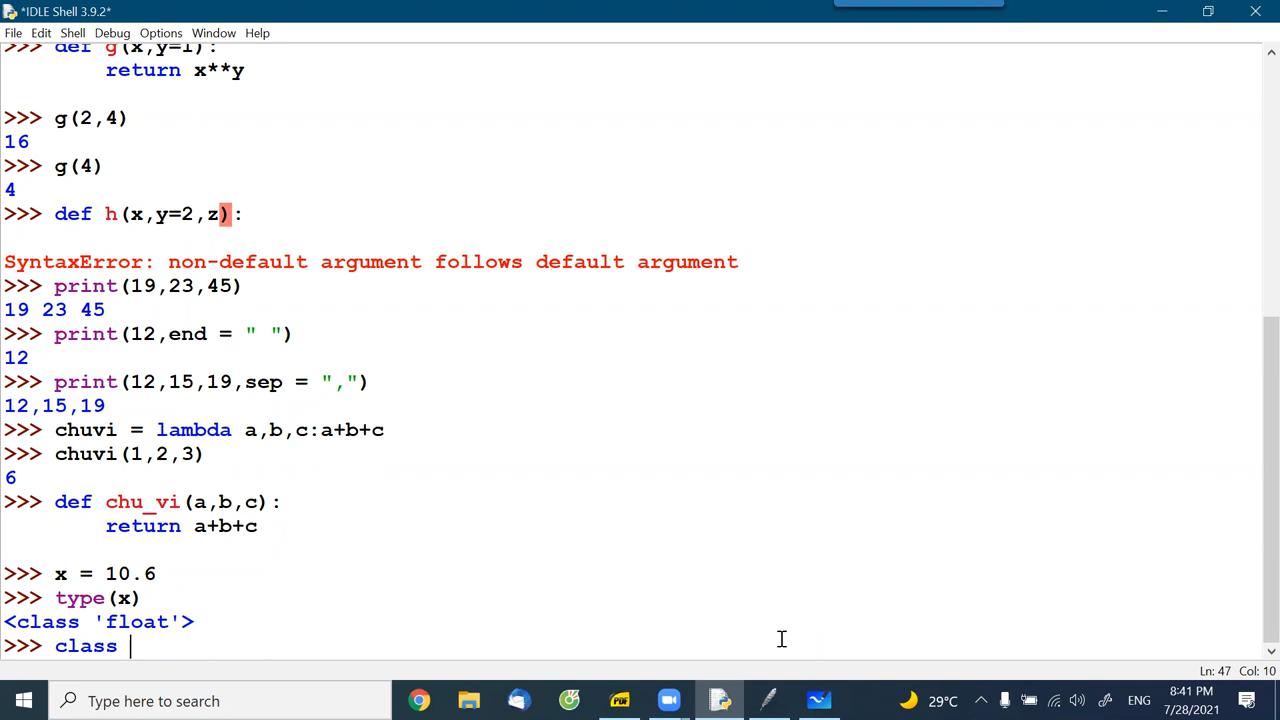 *IDLE Shell 3.9.2*
File Edit Shell Debug Options Window Help
>>> def g(x,y=1):
return x**y
>>> g(2,4)
16
>>> g(4)
4
>>> def h(x,y=2,z):
SyntaxError: non-default argument follows default argument
>>> print(19,23,45)
19 23 45
>>> print(12,end = " ")
12
>>> print(12,15,19,sep = ",")
12,15,19
>>> chuvi = lambda a,b,c:a+b+c
>>> chuvi(1,2,3)
6
>>> def chu_vi(a,b,c):
return a+b+c
>>> x = 10.6
>>> type(x)
<class 'float'>
>>> class
Ln: 47 Col: 10
Type here to search
PDF
29°C
ENG
8:41 PM
7/28/2021